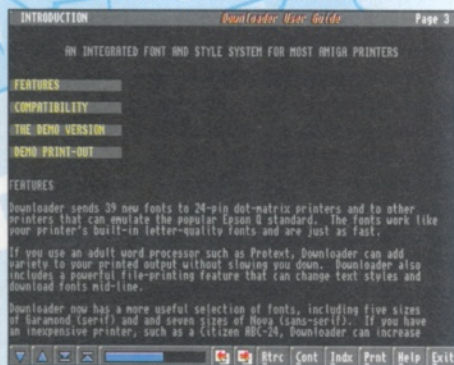 INTRODUCTION Downloader User Guide Page 3
AN INTEGRATED FONT AND STYLE SYSTEM FOR MOST AMIGA PRINTERS
FEATURES
COMPATIBILITY
THE DEMO VERSION
DEMO PRINT-OUT
FEATURES
Downloader sends 39 new fonts to 24-pin dot-matrix printers and to other
printers that can emulate the popular Epson Q standard. The fonts work like
your printer's built-in letter-quality fonts and are just as fast.
If you use an adult word processor such as Protext, Downloader can add
variety to your printed output without slowing you down. Downloader also
includes a powerful file-printing feature that can change text styles and
download fonts mid-line.
Downloader now has a more useful selection of fonts, including five sizes
of Garamond (serif) and and seven sizes of Nova (sans-serif). If you have
an inexpensive printer, such as a Citizen ABC-24, Downloader can increase
Rtrc Cont Indx Prnt Help Exit